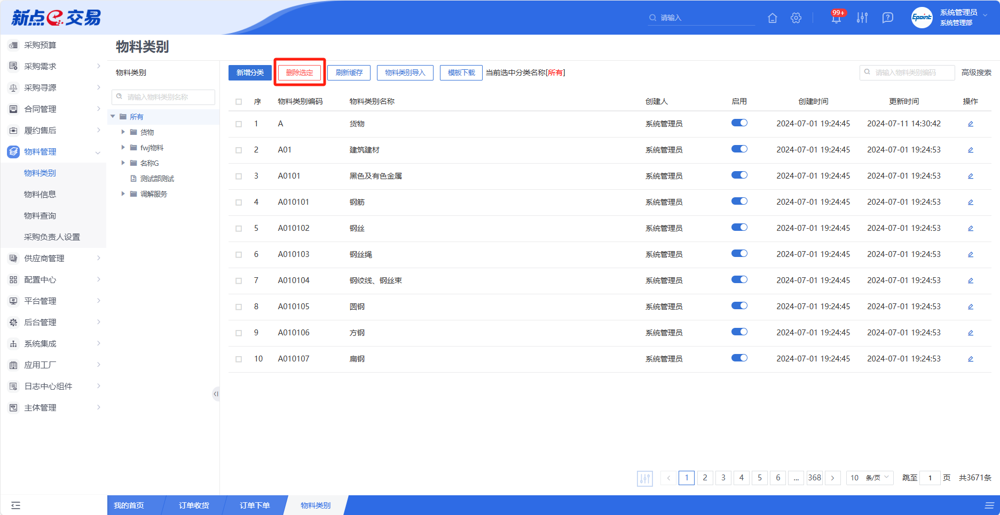 新点e交易
请输入
99+
Epoint
系统管理员
系统管理部
采购预算
采购需求
采购寻源
合同管理
履约售后
物料管理
物料类别
物料信息
物料查询
采购负责人设置
供应商管理
配置中心
平台管理
后台管理
系统集成
应用工厂
日志中心组件
主体管理
物料类别
物料类别
请输入物料类别名称
所有
货物
fwj物料
名称G
测试部测试
调解服务
新增分类 删除选定 刷新缓存 物料类别导入 模板下载 当前选中分类名称[所有]
请输入物料类别编码 高级搜索
序 物料类别编码 物料类别名称 创建人 启用 创建时间 更新时间 操作
1 A 货物 系统管理员 2024-07-01 19:24:45 2024-07-11 14:30:42
2 A01 建筑建材 系统管理员 2024-07-01 19:24:45 2024-07-01 19:24:53
3 A0101 黑色及有色金属 系统管理员 2024-07-01 19:24:45 2024-07-01 19:24:53
4 A010101 钢筋 系统管理员 2024-07-01 19:24:45 2024-07-01 19:24:53
5 A010102 钢丝 系统管理员 2024-07-01 19:24:45 2024-07-01 19:24:53
6 A010103 钢丝绳 系统管理员 2024-07-01 19:24:45 2024-07-01 19:24:53
7 A010104 钢绞线、钢丝束 系统管理员 2024-07-01 19:24:45 2024-07-01 19:24:53
8 A010105 圆钢 系统管理员 2024-07-01 19:24:45 2024-07-01 19:24:53
9 A010106 方钢 系统管理员 2024-07-01 19:24:45 2024-07-01 19:24:53
10 A010107 扁钢 系统管理员 2024-07-01 19:24:45 2024-07-01 19:24:53
1 2 3 4 5 6 ... 368 10 条/页 跳至 1 页 共3671条
我的首页 订单收货 订单下单 物料类别